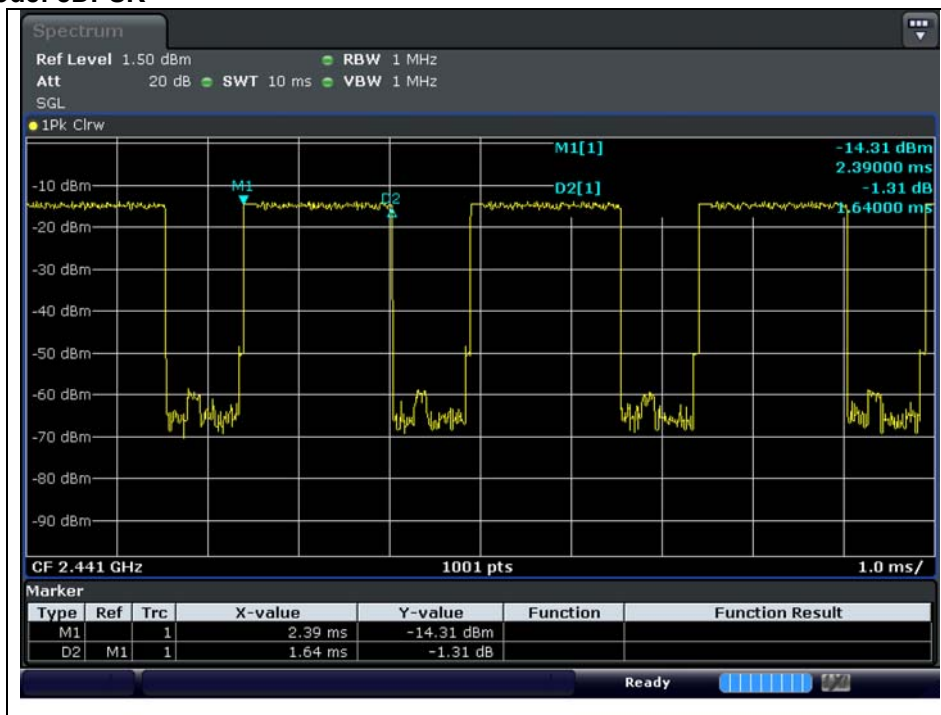 Spectrum
Ref Level 1.50 dBm RBW 1 MHz
Att 20 dB SWT 10 ms VBW 1 MHz
SGL
1Pk Clrw
M1[1] -14.31 dBm
2.39000 ms
-10 dBm M1 D2[1] -1.31 dB
D2 1.64000 ms
-20 dBm
-30 dBm
-40 dBm
-50 dBm
-60 dBm
-70 dBm
-80 dBm
-90 dBm
CF 2.441 GHz 1001 pts 1.0 ms/
Marker
Type Ref Trc X-value Y-value Function Function Result
M1 1 2.39 ms -14.31 dBm
D2 M1 1 1.64 ms -1.31 dB
Ready